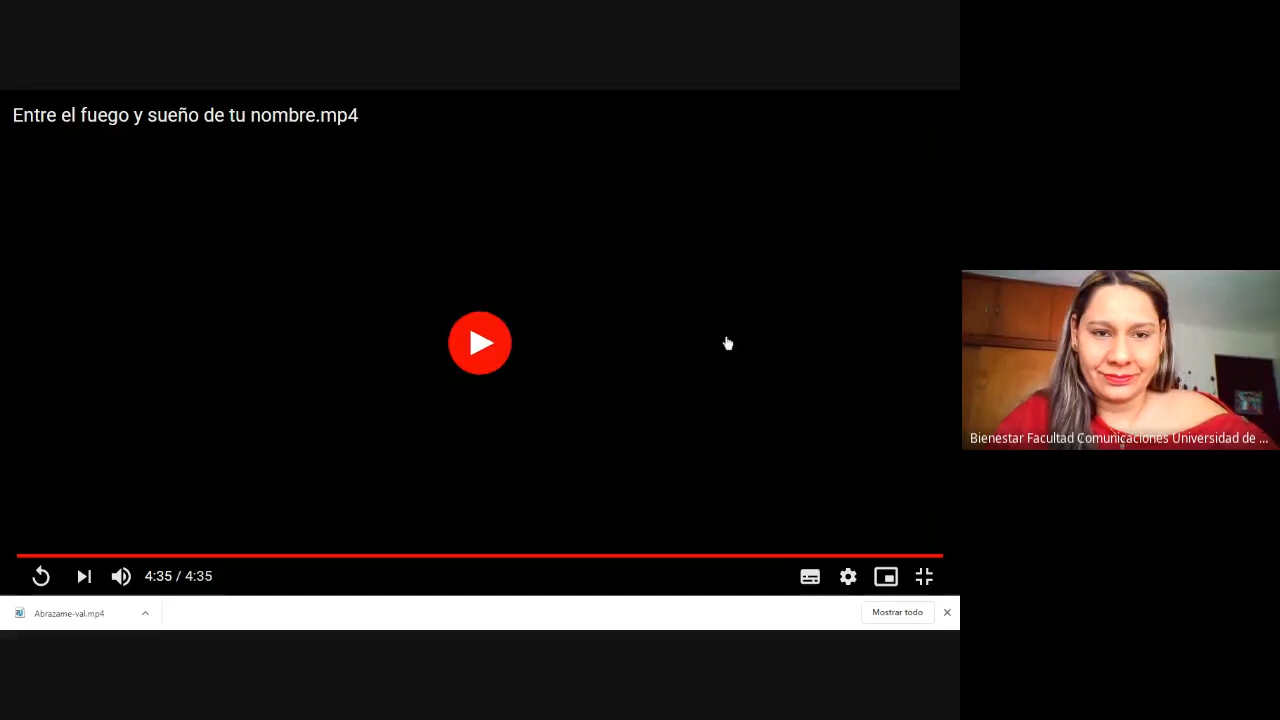 Entre el fuego y sueño de tu nombre.mp4
4:35 / 4:35
Abrazame-val.mp4
Mostrar todo
Bienestar Facultad Comunicaciones Universidad de ...